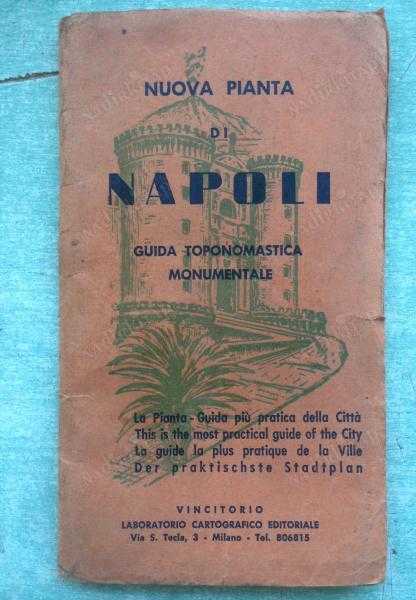 NUOVA PIANTA
DI
NAPOLI
GUIDA TOPONOMASTICA
MONUMENTALE
La Pianta-Guida più pratica della Città
This is the most practical guide of the City
La guide la plus pratique de la Ville
Der praktischste Stadtplan
VINCITORIO
LABORATORIO CARTOGRAFICO EDITORIALE
Via S. Tecla, 3 - Milano - Tel. 806815